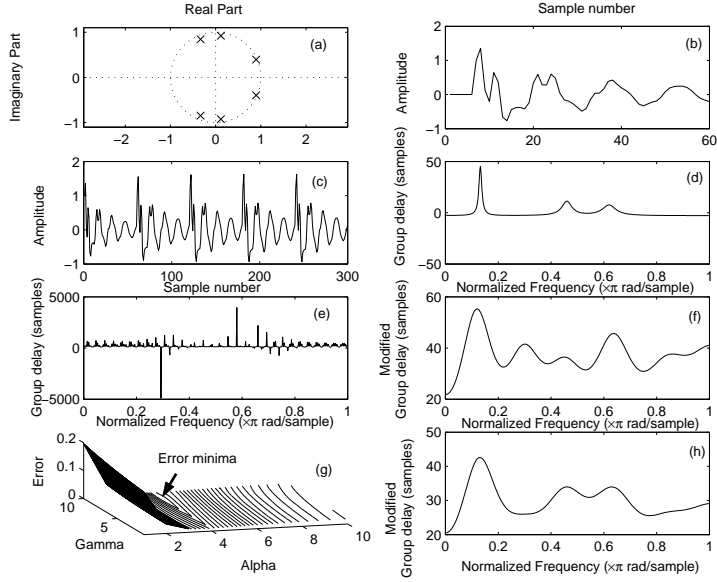 Real Part
Sample number
Imaginary Part
1
0
−1
−2
−1
0
1
2
(a)
Amplitude
2
1
0
−1
0
20
40
60
(b)
Amplitude
2
1
0
−1
0
100
200
300
(c)
Sample number
Group delay (samples)
50
0
−50
0
0.2
0.4
0.6
0.8
1
(d)
Normalized Frequency (×π rad/sample)
Group delay (samples)
5000
0
−5000
0
0.2
0.4
0.6
0.8
1
(e)
Normalized Frequency (×π rad/sample)
Modified
Group delay (samples)
60
40
20
0
0.2
0.4
0.6
0.8
1
(f)
Normalized Frequency (×π rad/sample)
Error
0.2
0.1
0
10
5
Gamma
2
4
6
8
10
Alpha
Error minima
(g)
Modified
Group delay (samples)
50
40
30
20
0
0.2
0.4
0.6
0.8
1
(h)
Normalized Frequency (×π rad/sample)